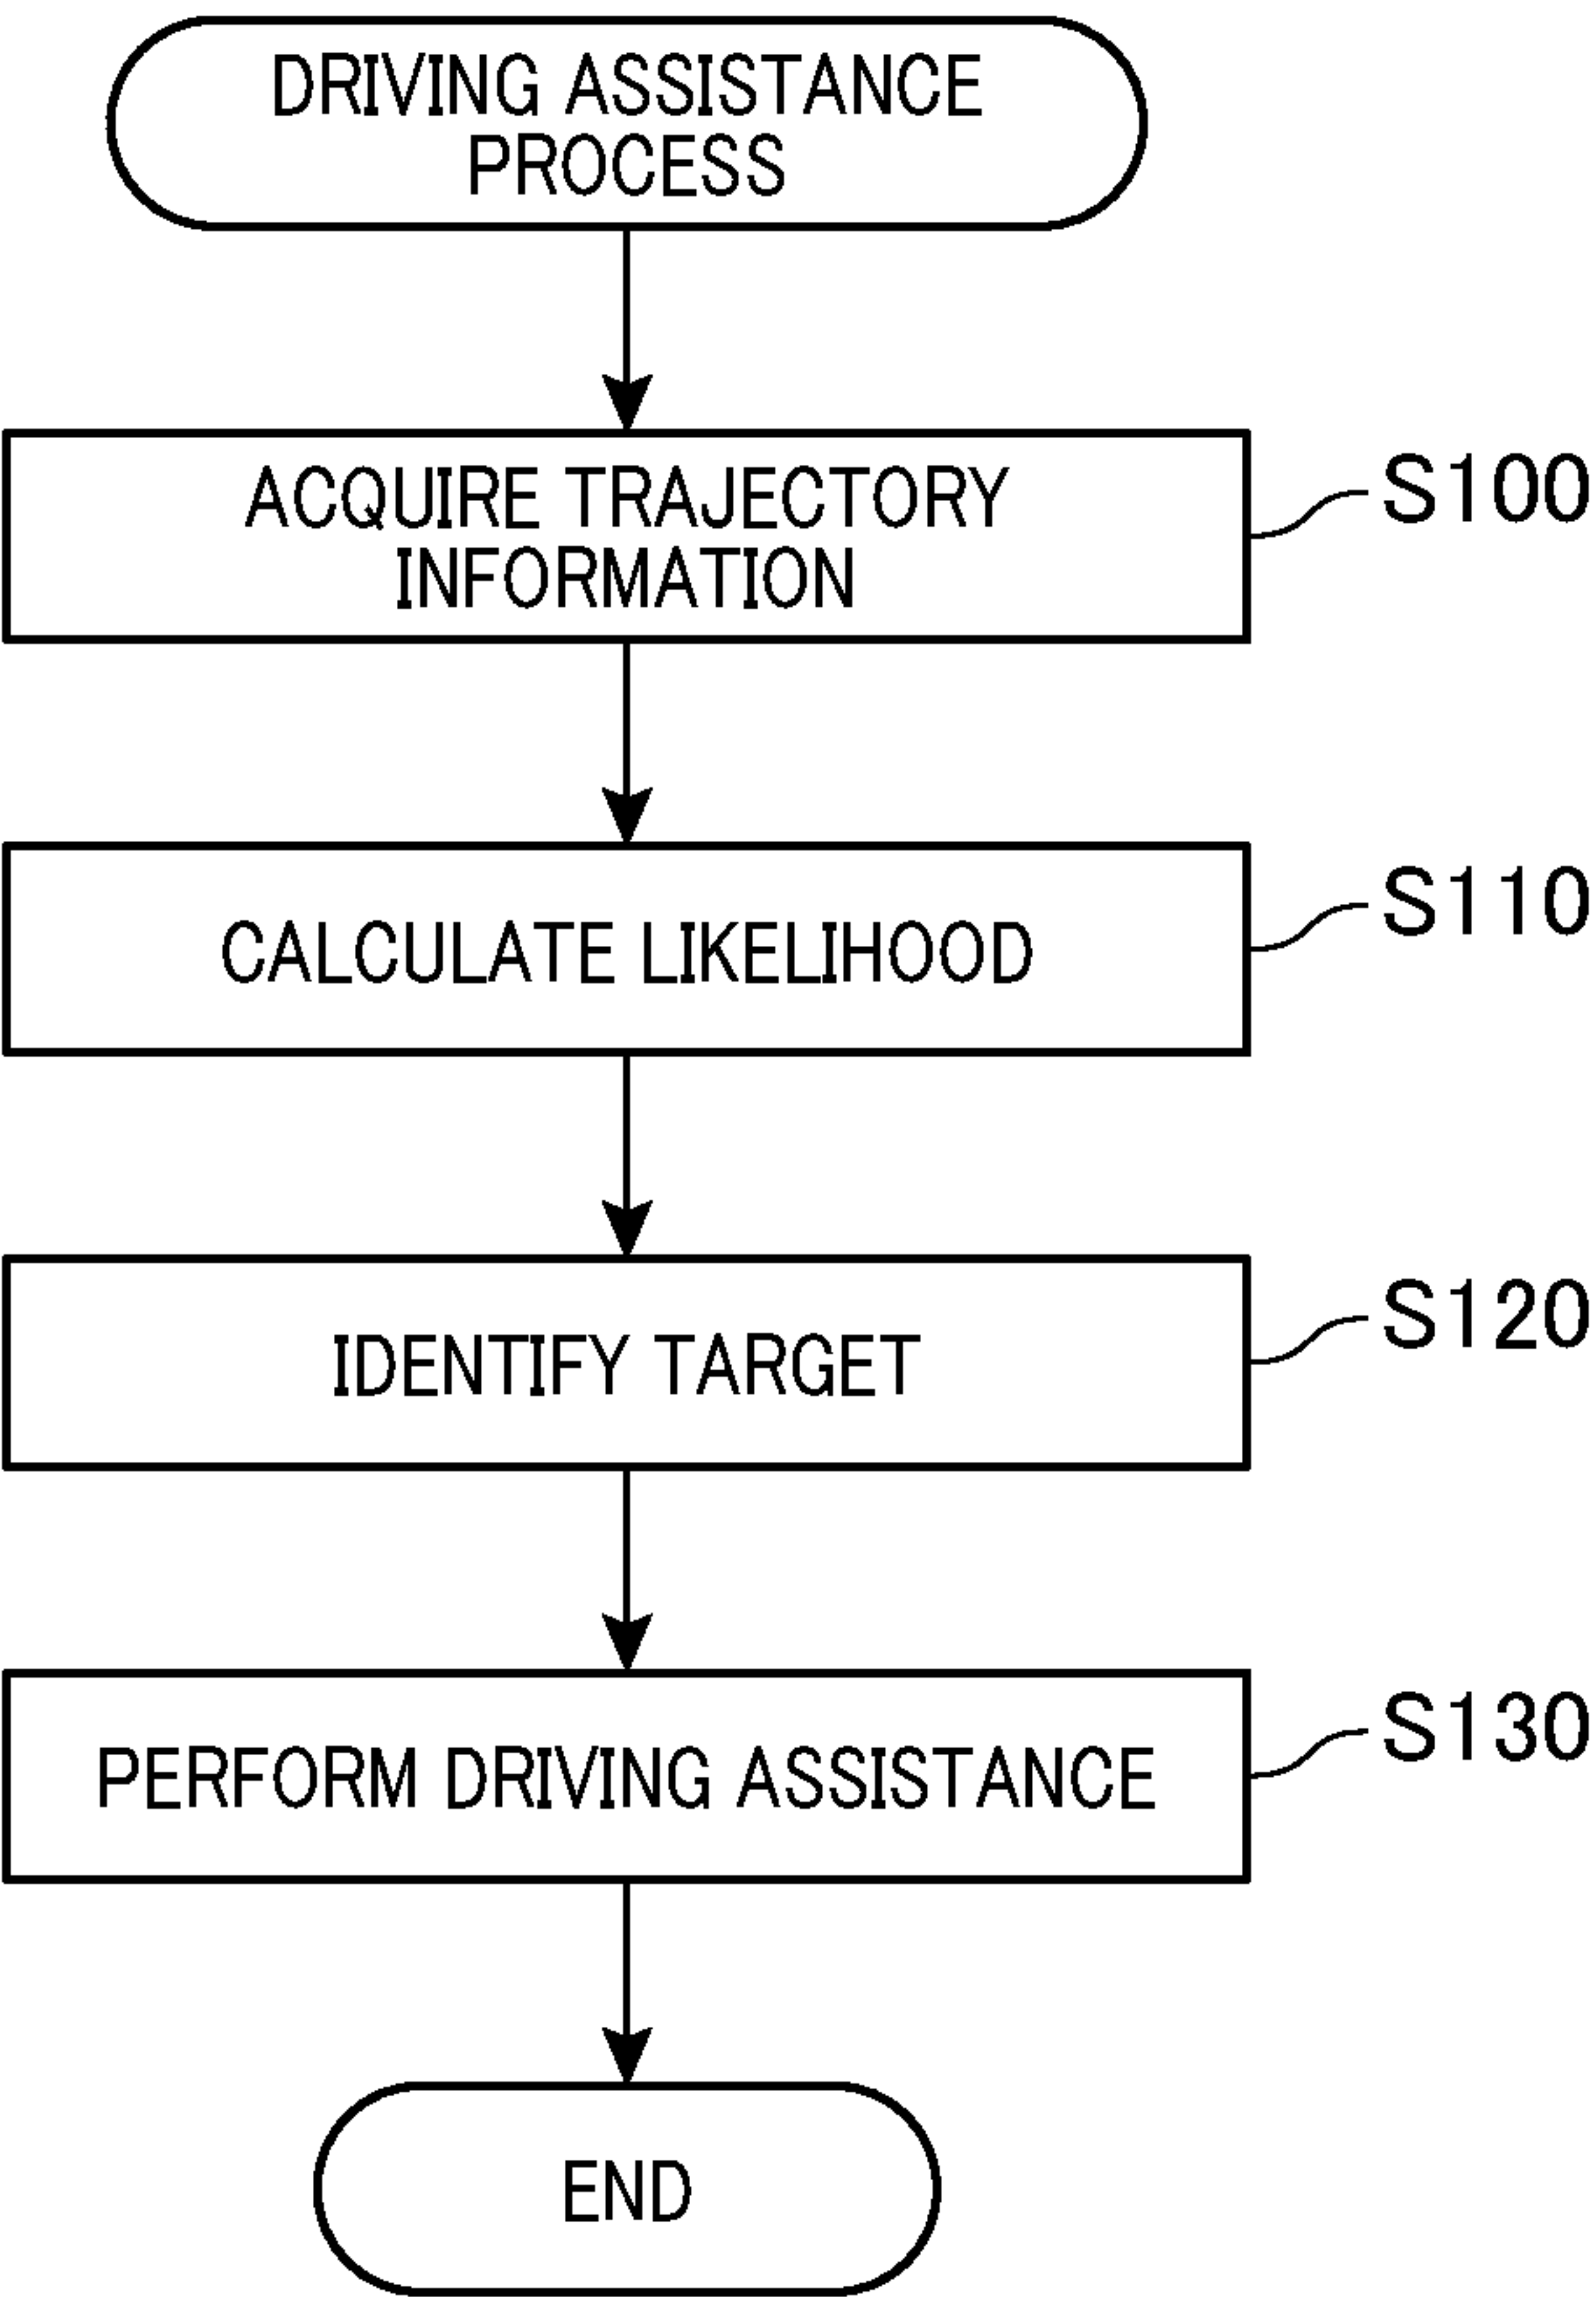 DRIVING ASSISTANCE
PROCESS
ACQUIRE TRAJECTORY
INFORMATION
S100
CALCULATE LIKELIHOOD
S110
IDENTIFY TARGET
S120
PERFORM DRIVING ASSISTANCE
S130
END